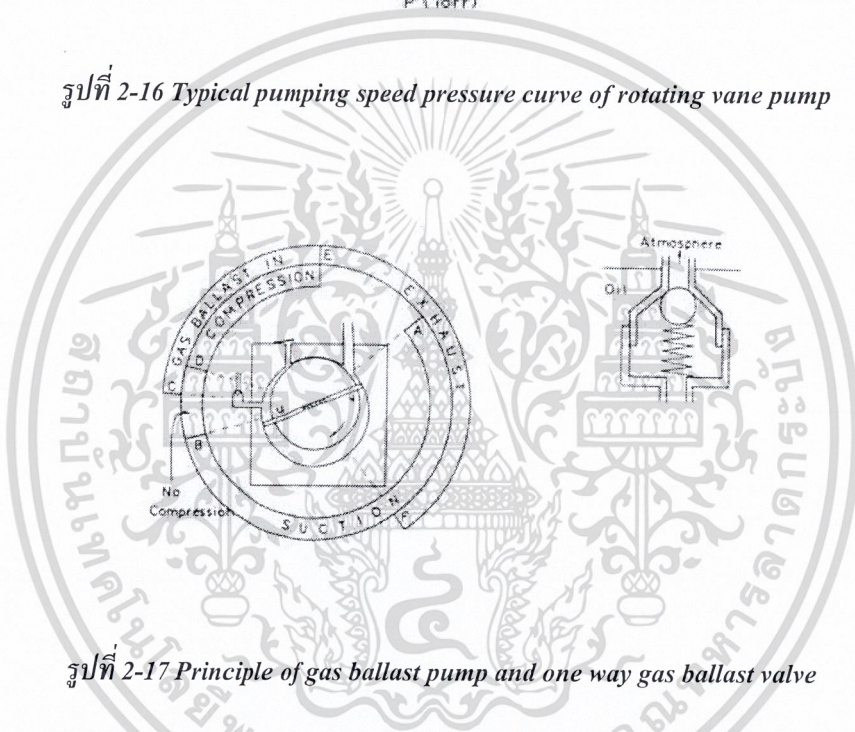 P (Torr)
รูปที่ 2-16 Typical pumping speed pressure curve of rotating vane pump
Atmosphere
Oil
GAS BALLAST IN
COMPRESSION
EXHAUST
E
A
D
C
B
F
No
Compression
SUCTION
รูปที่ 2-17 Principle of gas ballast pump and one way gas ballast valve